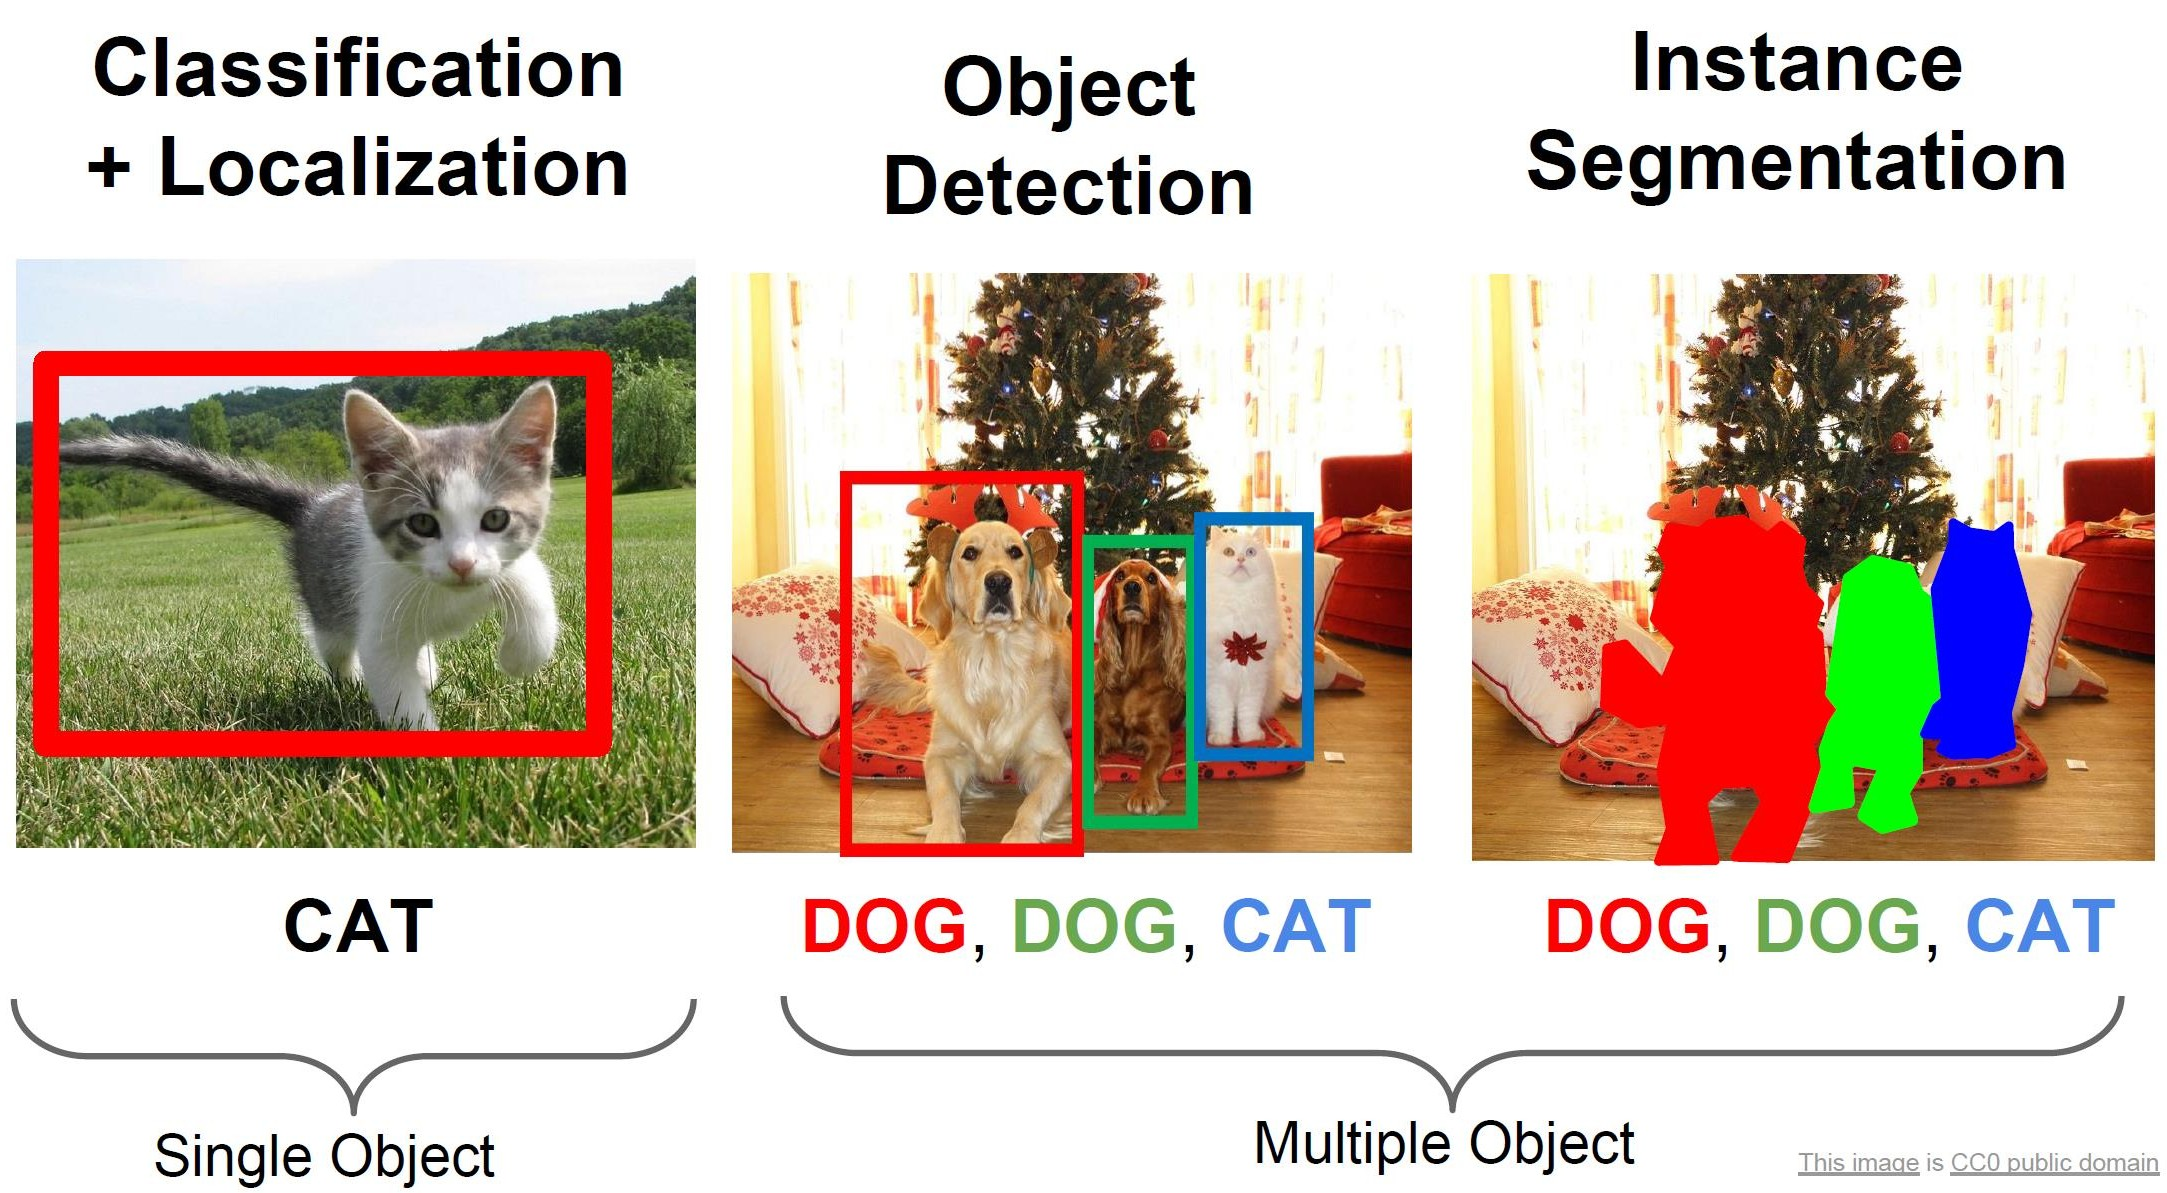 Classification
+ Localization
Object
Detection
Instance
Segmentation
CAT
DOG, DOG, CAT
DOG, DOG, CAT
Single Object
Multiple Object
This image is CC0 public domain